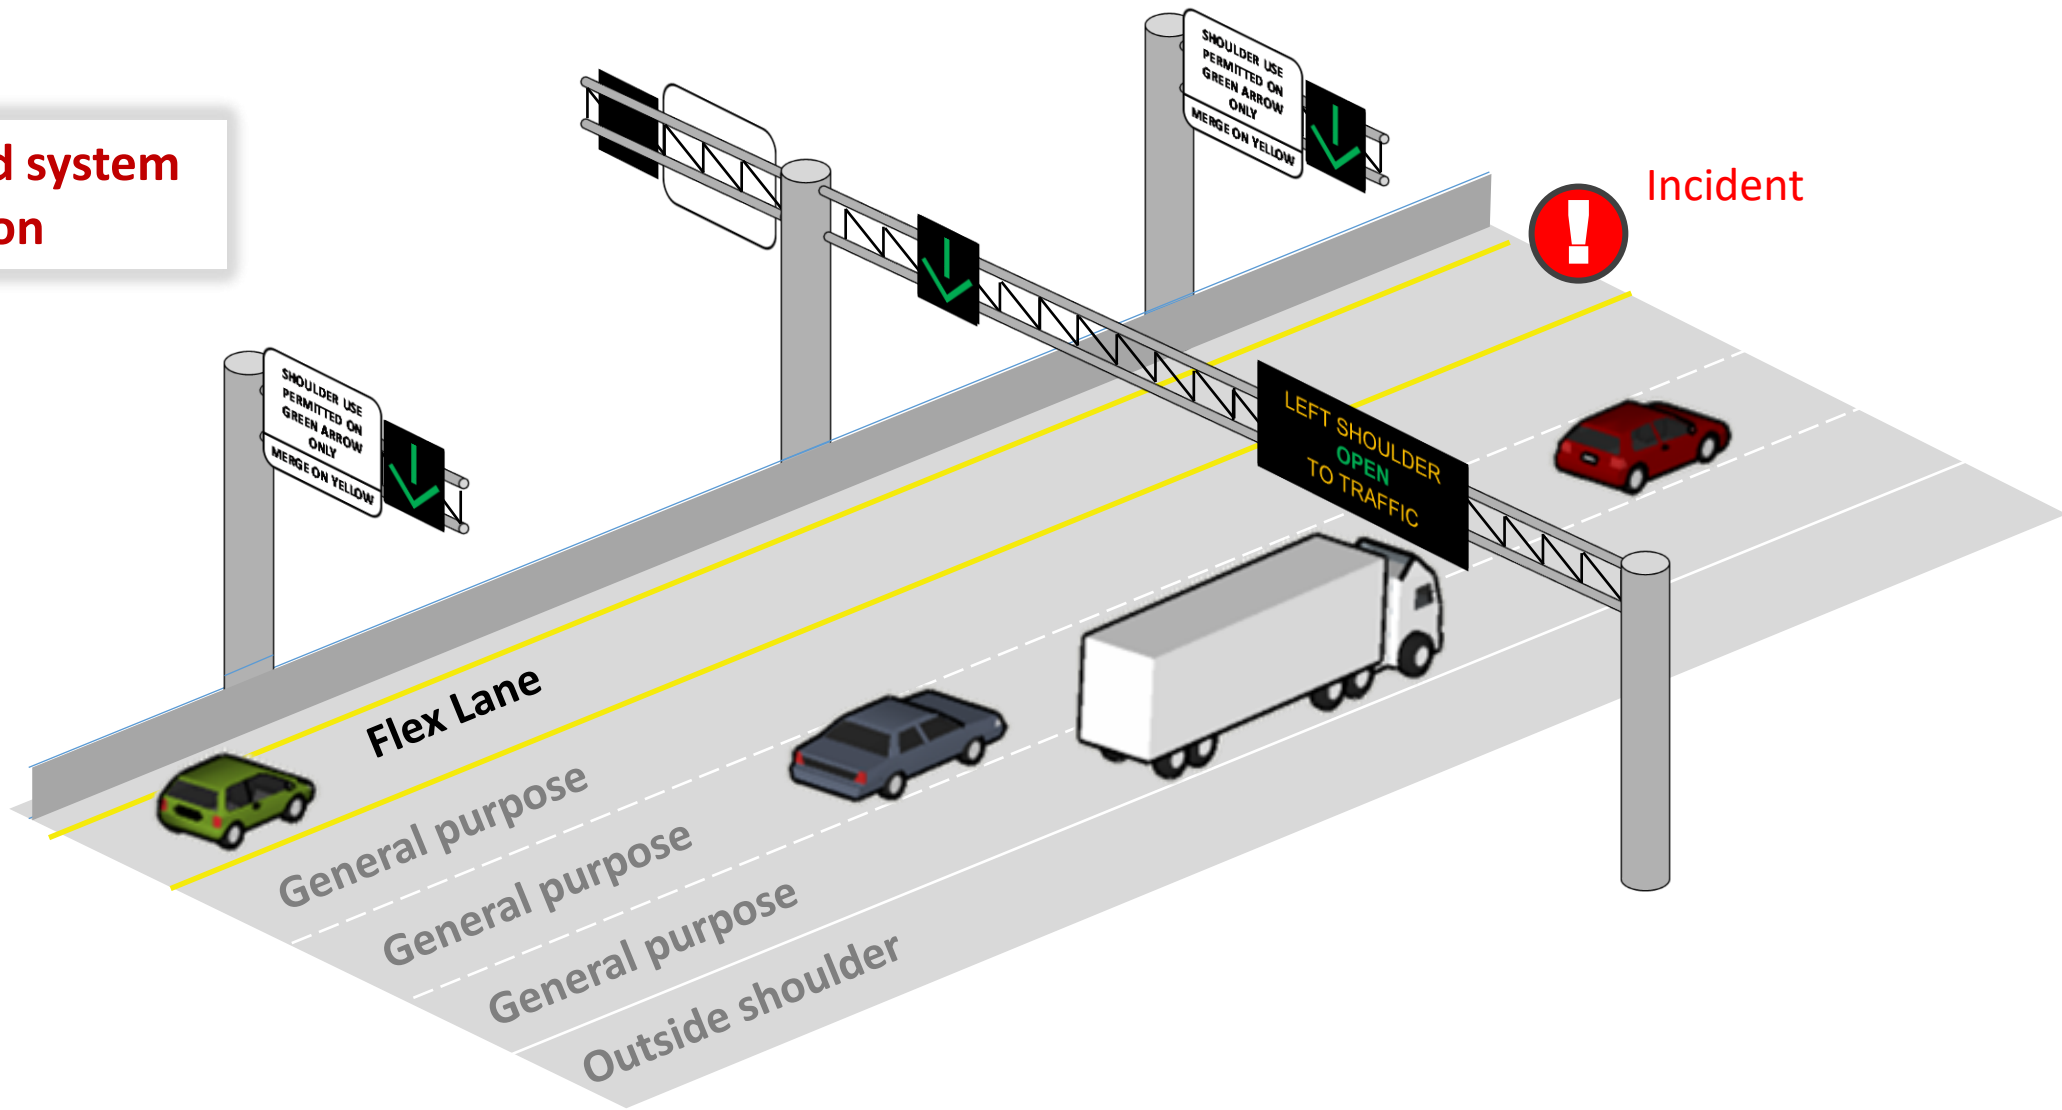 d system
on
SHOULDER USE
PERMITTED ON
GREEN ARROW
ONLY
MERGE ON YELLOW
Incident
SHOULDER USE
PERMITTED ON
GREEN ARROW
ONLY
MERGE ON YELLOW
LEFT SHOULDER
OPEN
TO TRAFFIC
Flex Lane
General purpose
General purpose
General purpose
Outside shoulder